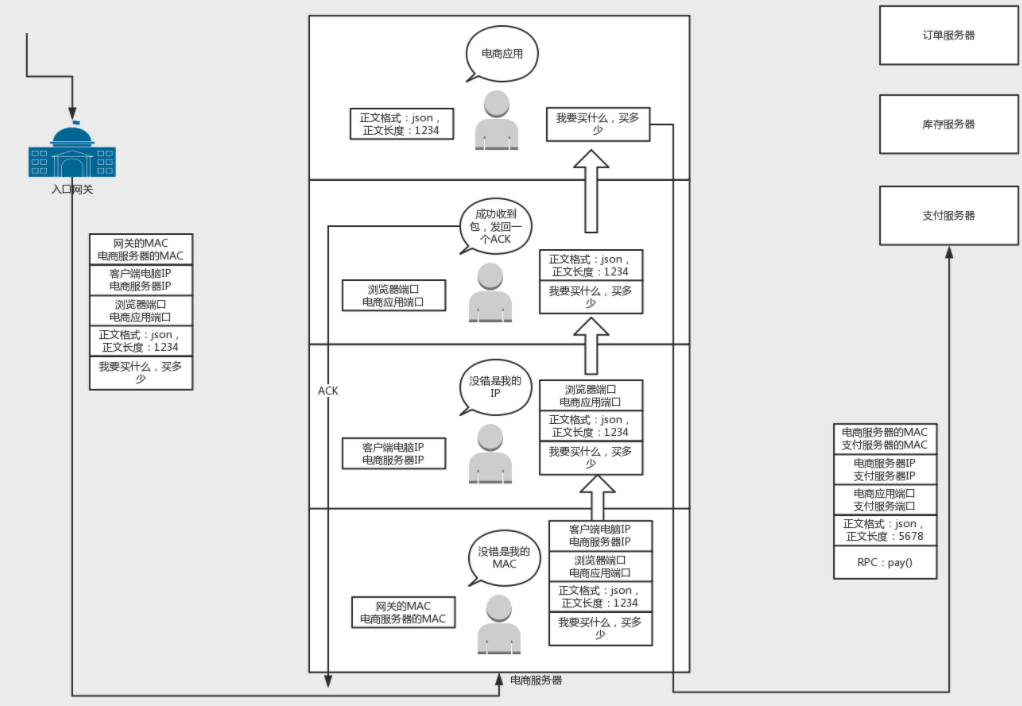 入口网关
网关的MAC
电商服务器的MAC
客户端电脑IP
电商服务器IP
浏览器端口
电商应用端口
正文格式：json，
正文长度：1234
我要买什么，买多
少
电商应用
正文格式：json，
正文长度：1234
我要买什么，买多
少
成功收到
包，发回一
个ACK
浏览器端口
电商应用端口
正文格式：json，
正文长度：1234
我要买什么，买多
少
ACK
没错是我的
IP
客户端电脑IP
电商服务器IP
浏览器端口
电商应用端口
正文格式：json，
正文长度：1234
我要买什么，买多
少
没错是我的
MAC
网关的MAC
电商服务器的MAC
客户端电脑IP
电商服务器IP
浏览器端口
电商应用端口
正文格式：json，
正文长度：1234
我要买什么，买多
少
电商服务器
订单服务器
库存服务器
支付服务器
电商服务器的MAC
支付服务器的MAC
电商服务器IP
支付服务器IP
电商应用端口
支付服务端口
正文格式：json，
正文长度：5678
RPC：pay()